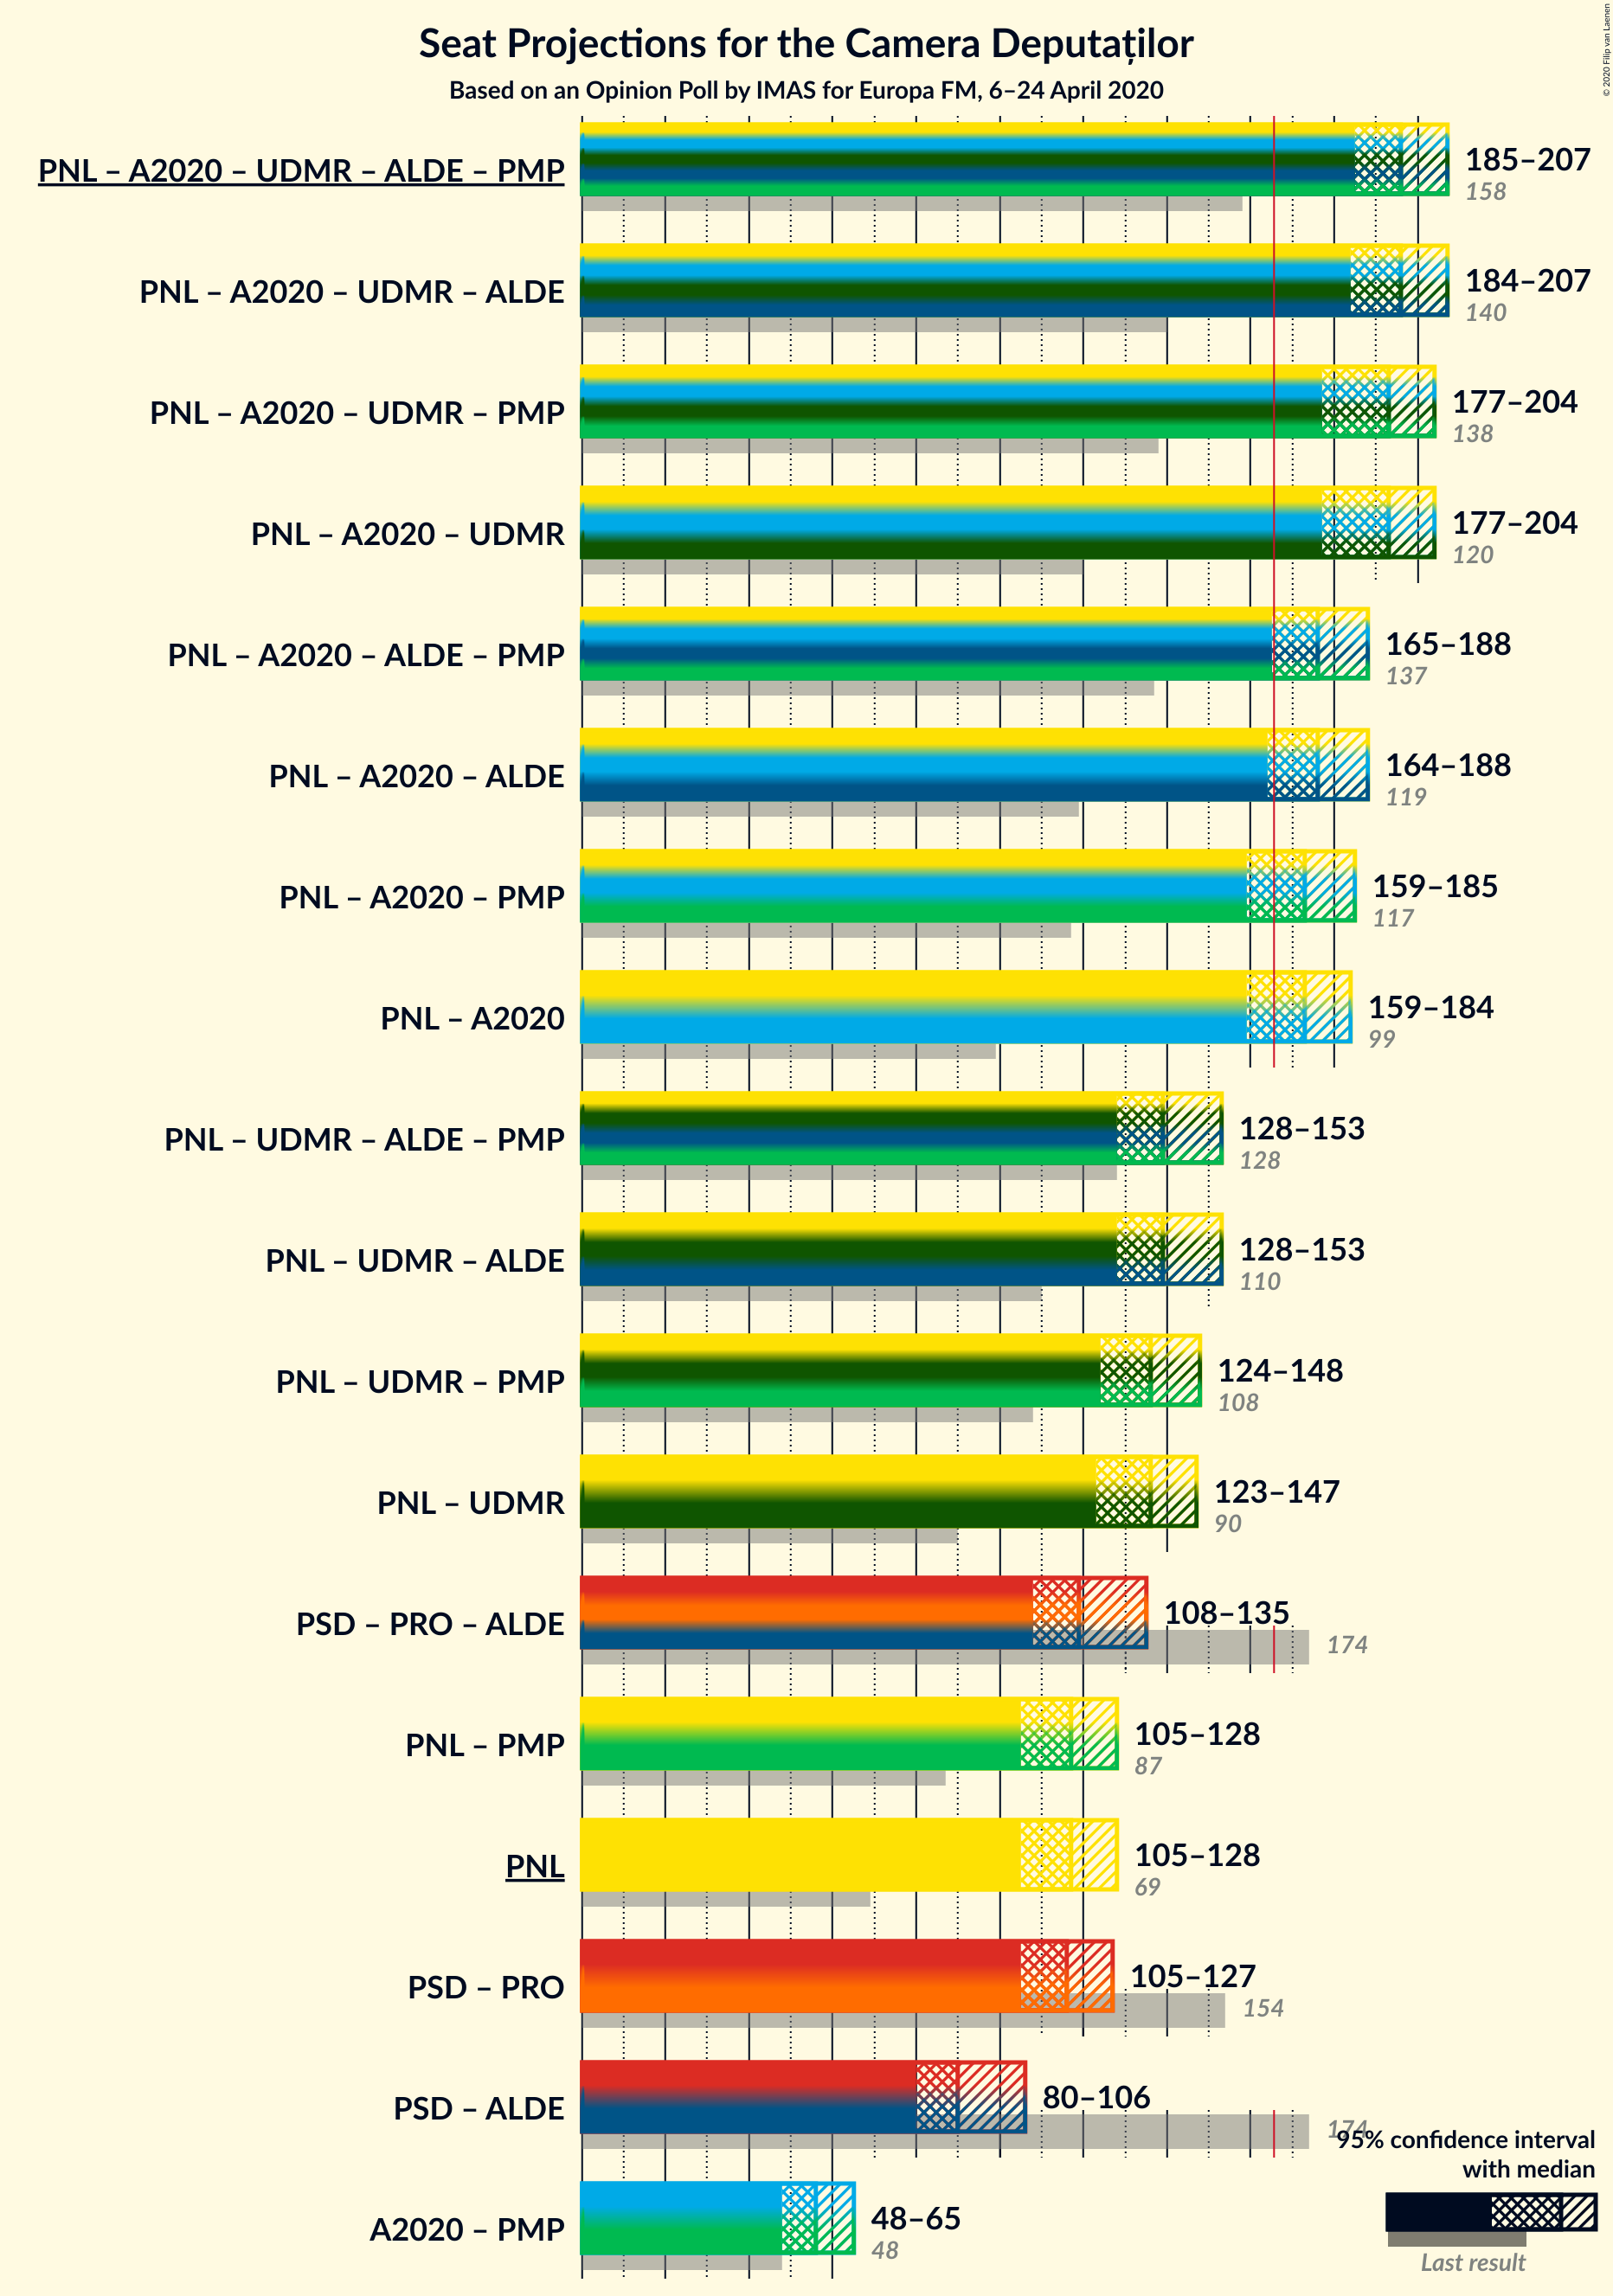 Seat Projections for the Camera Deputaților
Based on an Opinion Poll by IMAS for Europa FM, 6–24 April 2020
© 2020 Filip van Laenen
PNL – A2020 – UDMR – ALDE – PMP
185–207
158
PNL – A2020 – UDMR – ALDE
184–207
140
PNL – A2020 – UDMR – PMP
177–204
138
PNL – A2020 – UDMR
177–204
120
PNL – A2020 – ALDE – PMP
165–188
137
PNL – A2020 – ALDE
164–188
119
PNL – A2020 – PMP
159–185
117
PNL – A2020
159–184
99
PNL – UDMR – ALDE – PMP
128–153
128
PNL – UDMR – ALDE
128–153
110
PNL – UDMR – PMP
124–148
108
PNL – UDMR
123–147
90
PSD – PRO – ALDE
108–135
174
PNL – PMP
105–128
87
PNL
105–128
69
PSD – PRO
105–127
154
PSD – ALDE
80–106
174
A2020 – PMP
48–65
48
95% confidence interval
with median
Last result